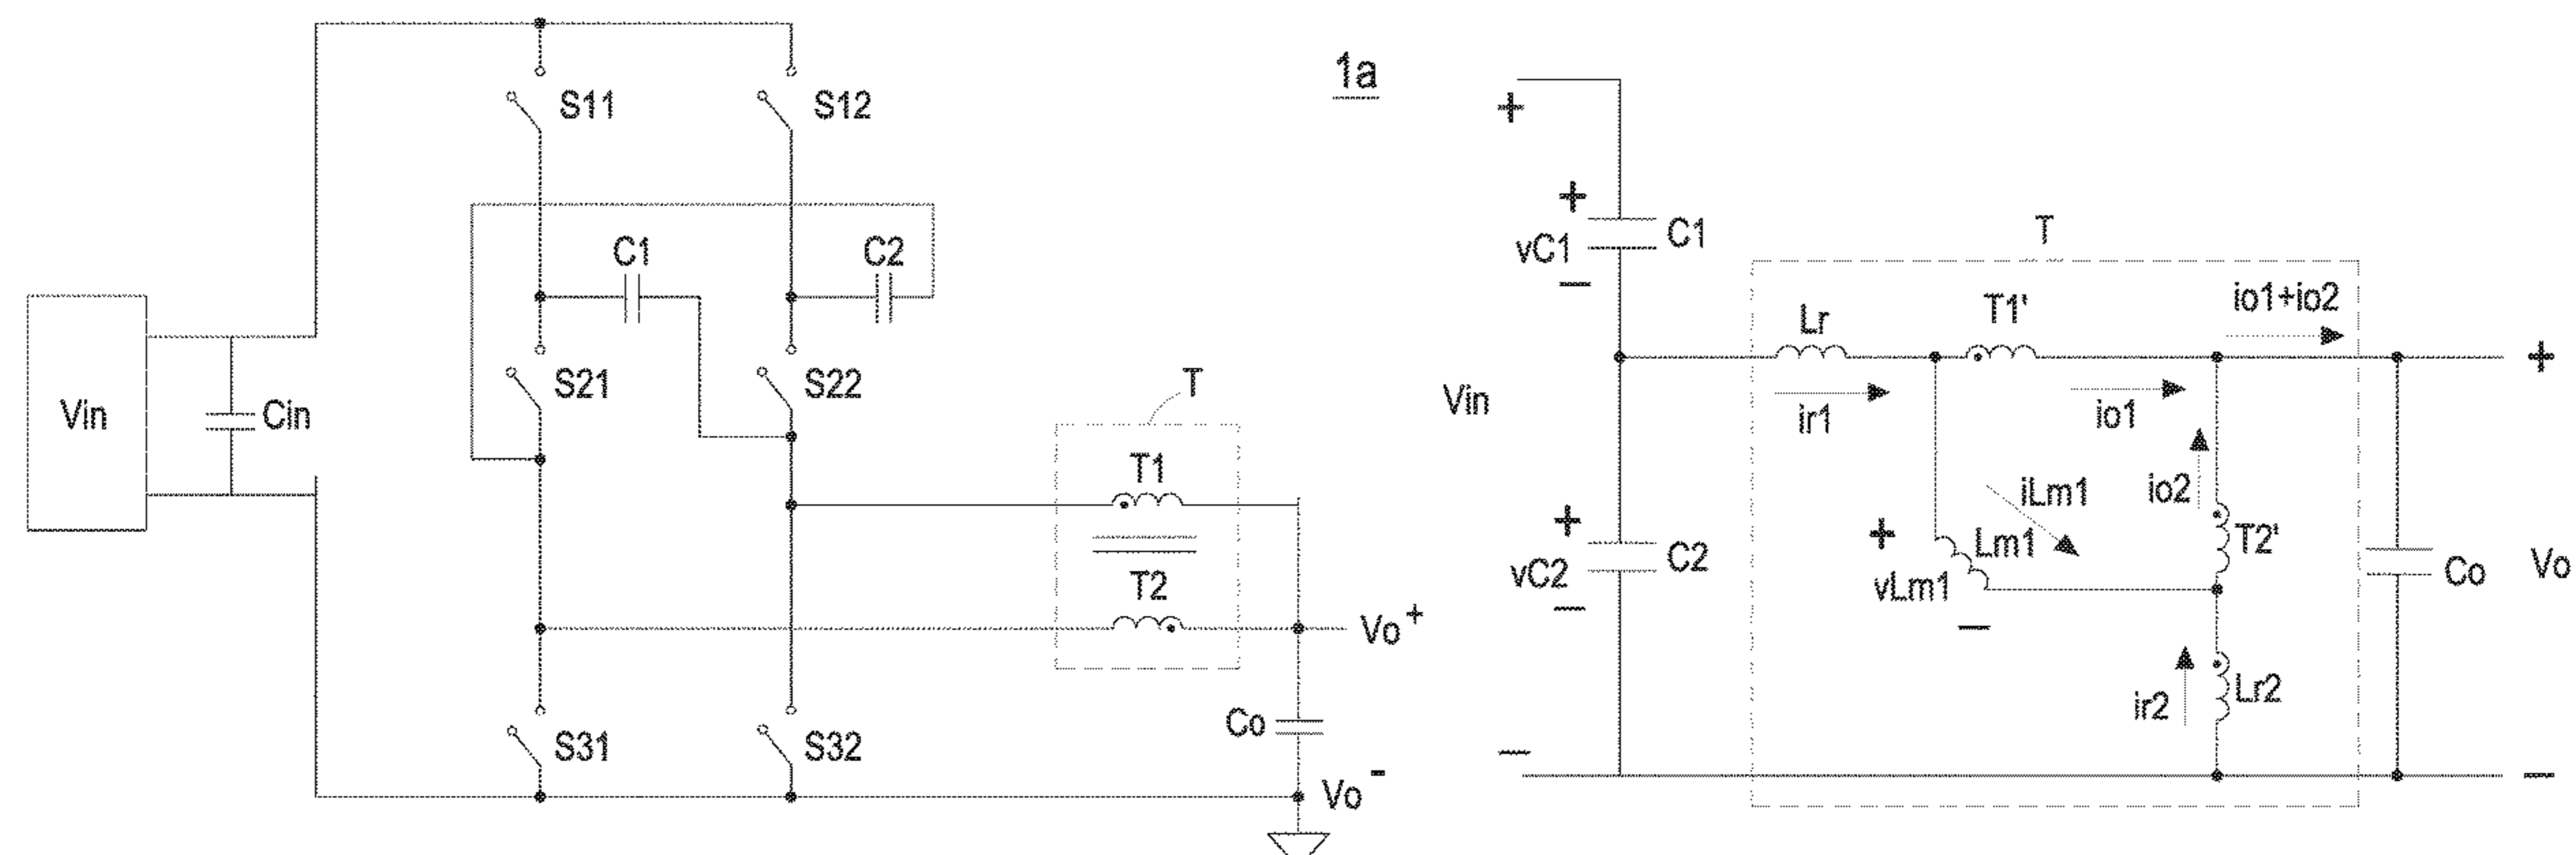 S11
S12
C1
C2
Vin
Cin
S21
S22
T
T1
T2
Vo+
Co
S31
S32
Vo-
1a
+
+
vC1
C1
−
T
Lr
T1'
io1+io2
+
Vin
ir1
io1
iLm1
io2
+
Lm1
vLm1
−
T2'
+
vC2
C2
−
Co
Vo
ir2
Lr2
−
−